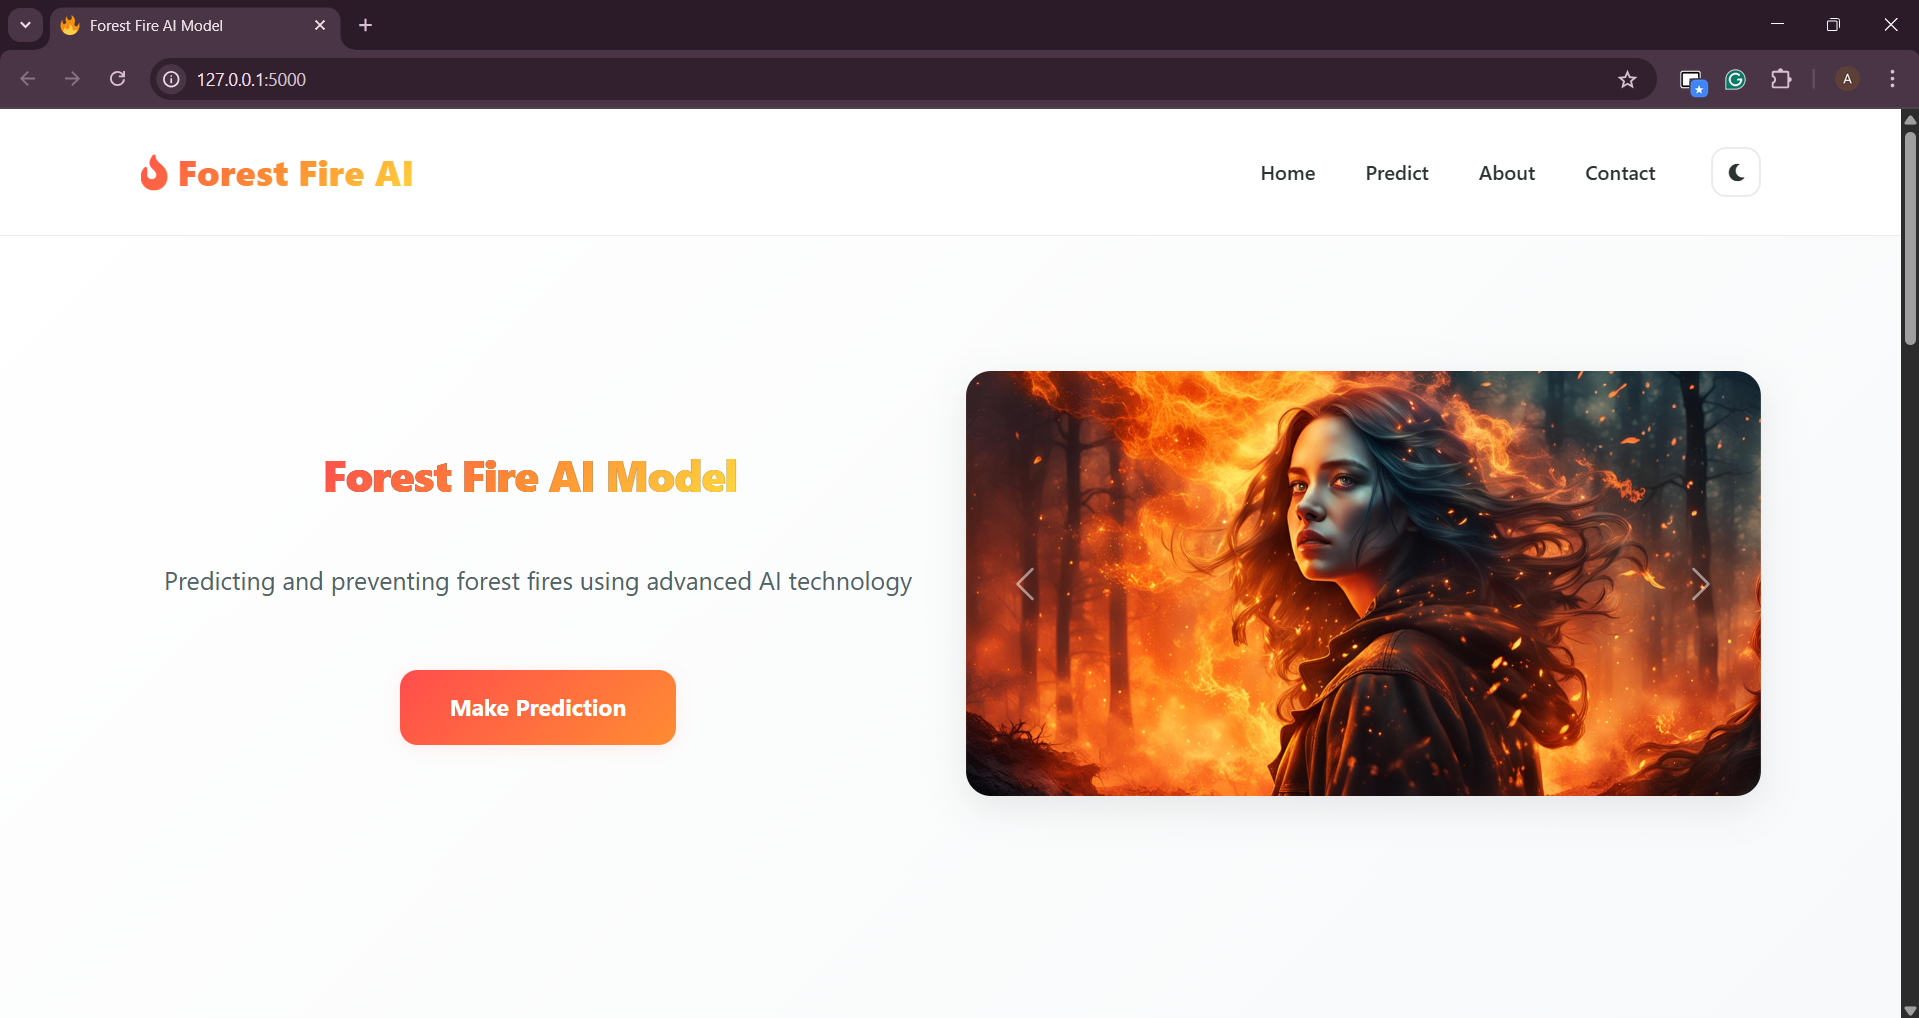 Forest Fire AI Model
127.0.0.1:5000
A
Forest Fire AI
Home Predict About Contact
Forest Fire AI Model
Predicting and preventing forest fires using advanced AI technology
Make Prediction